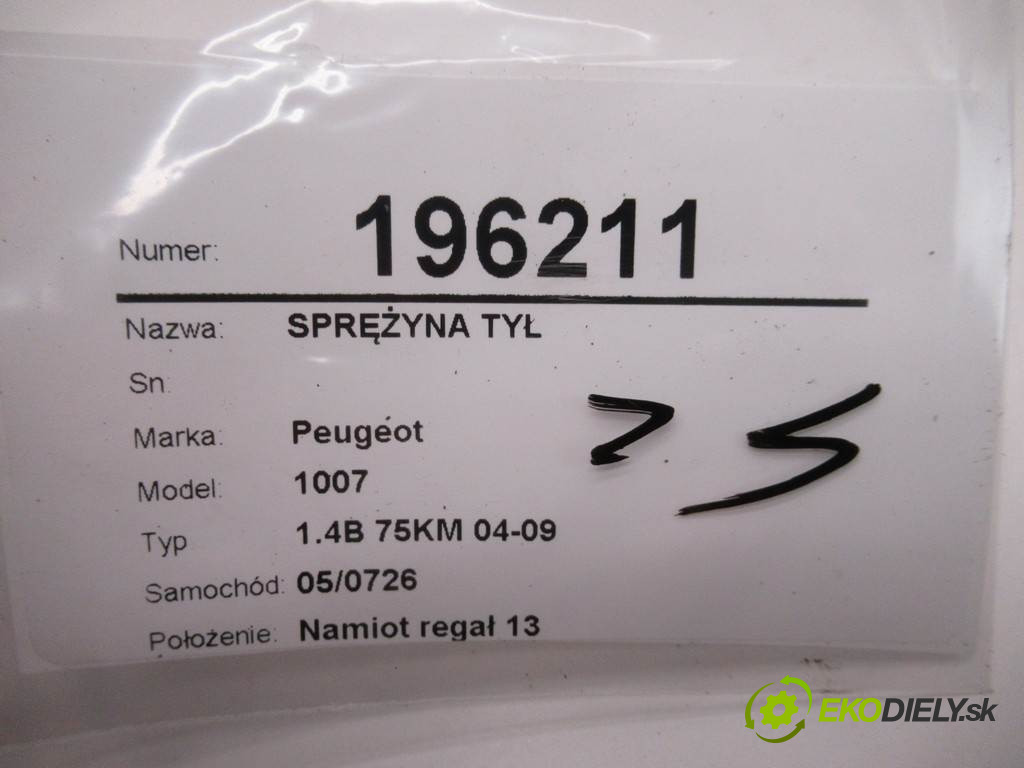 Numer: 196211
Nazwa: SPRĘŻYNA TYŁ
Sn:
Marka: Peugeot
Model: 1007
Typ 1.4B 75KM 04-09
Samochód: 05/0726
Położenie: Namiot regał 13
EKODIELY.sk